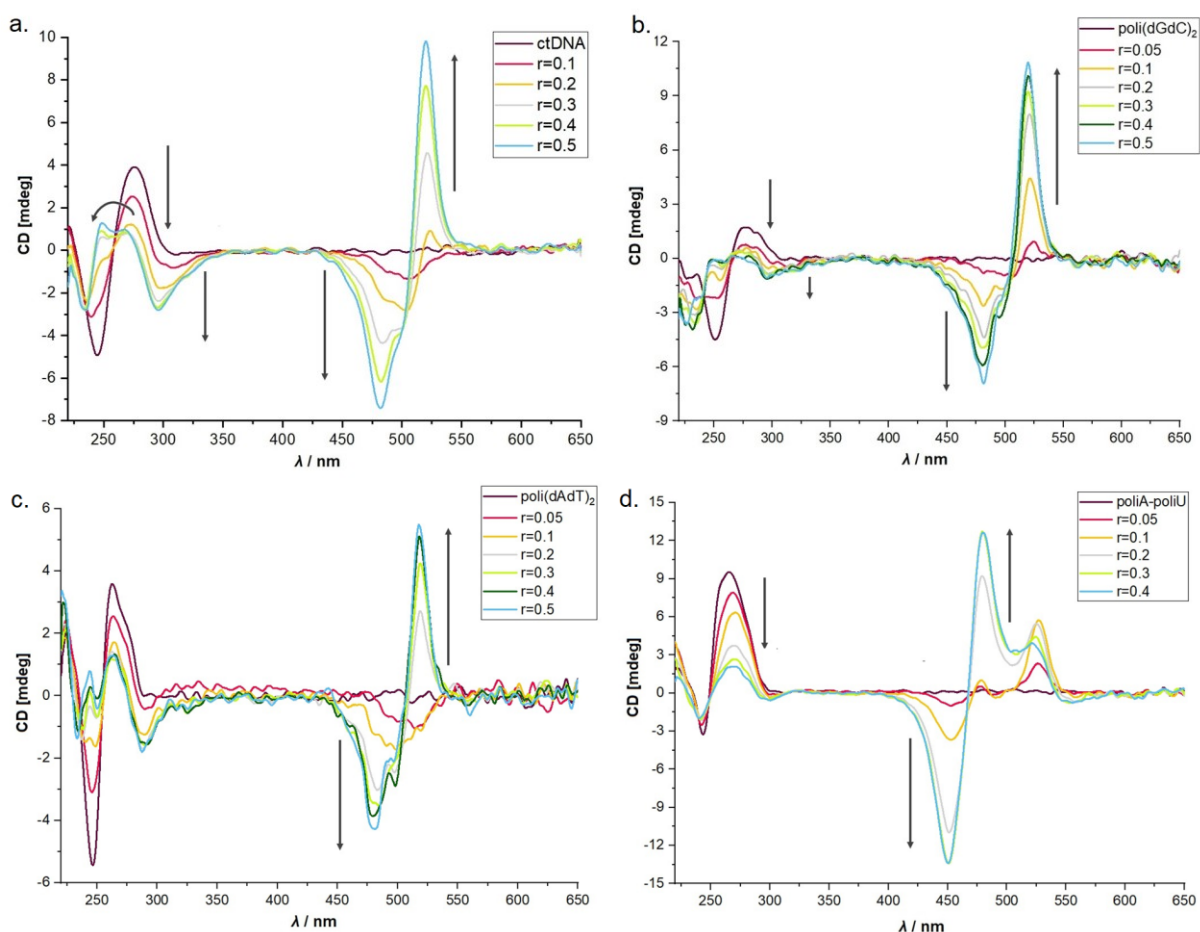 a.
CD [mdeg]
10
8
6
4
2
0
-2
-4
-6
-8
250 300 350 400 450 500 550 600 650
λ / nm
ctDNA
r=0.1
r=0.2
r=0.3
r=0.4
r=0.5
b.
CD [mdeg]
12
9
6
3
0
-3
-6
-9
250 300 350 400 450 500 550 600 650
λ / nm
poli(dGdC)2
r=0.05
r=0.1
r=0.2
r=0.3
r=0.4
r=0.5
c.
CD [mdeg]
6
4
2
0
-2
-4
-6
250 300 350 400 450 500 550 600 650
λ / nm
poli(dAdT)2
r=0.05
r=0.1
r=0.2
r=0.3
r=0.4
r=0.5
d.
CD [mdeg]
15
12
9
6
3
0
-3
-6
-9
-12
-15
250 300 350 400 450 500 550 600 650
λ / nm
poliA-poliU
r=0.05
r=0.1
r=0.2
r=0.3
r=0.4